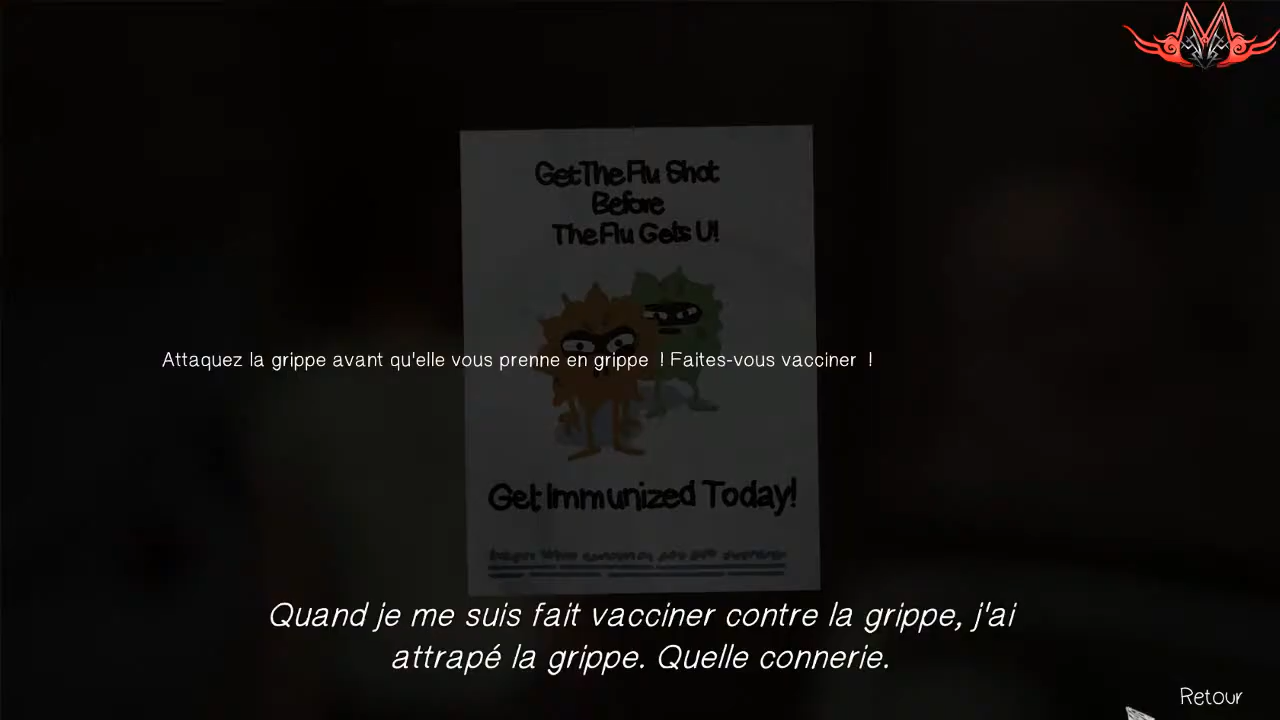 Get The Flu Shot
Before
The Flu Gets U!
Attaquez la grippe avant qu'elle vous prenne en grippe ! Faites-vous vacciner !
Get Immunized Today!
Quand je me suis fait vacciner contre la grippe, j'ai
attrapé la grippe. Quelle connerie.
Retour